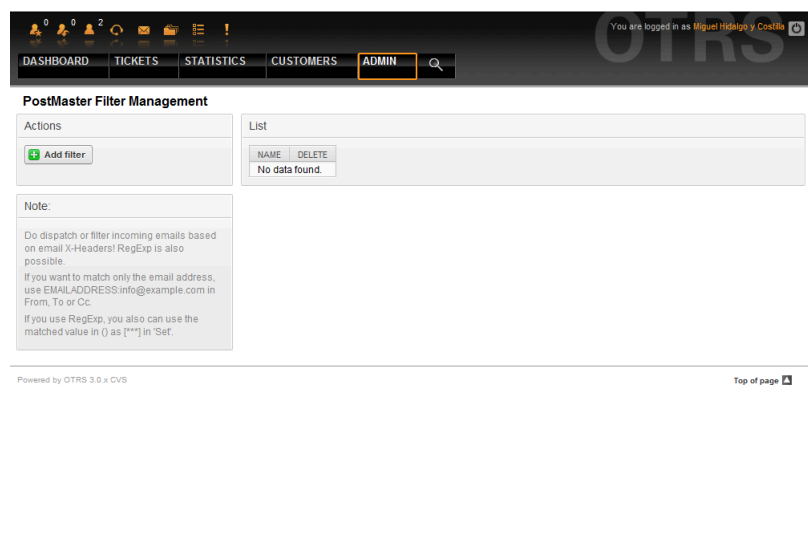 0 0 2
You are logged in as Miguel Hidalgo y Costilla
OTRS
DASHBOARD TICKETS STATISTICS CUSTOMERS ADMIN
PostMaster Filter Management
Actions
Add filter
List
NAME DELETE
No data found.
Note:
Do dispatch or filter incoming emails based
on email X-Headers! RegExp is also
possible.
If you want to match only the email address,
use EMAILADDRESS:info@example.com in
From, To or Cc.
If you use RegExp, you also can use the
matched value in () as [***] in 'Set'.
Powered by OTRS 3.0.x CVS
Top of page